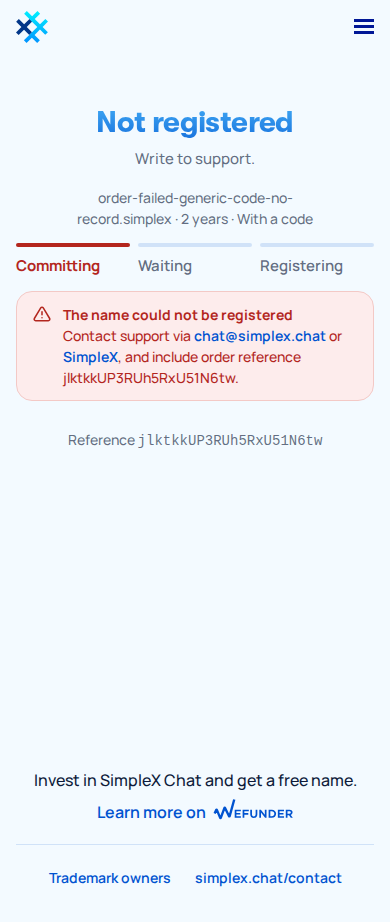 Not registered
Write to support.
order-failed-generic-code-no-
record.simplex · 2 years · With a code
Committing
Waiting
Registering
The name could not be registered
Contact support via chat@simplex.chat or
SimpleX, and include order reference
jlktkkUP3RUh5RxU51N6tw.
Reference jlktkkUP3RUh5RxU51N6tw
Invest in SimpleX Chat and get a free name.
Learn more on WEFUNDER
Trademark owners
simplex.chat/contact